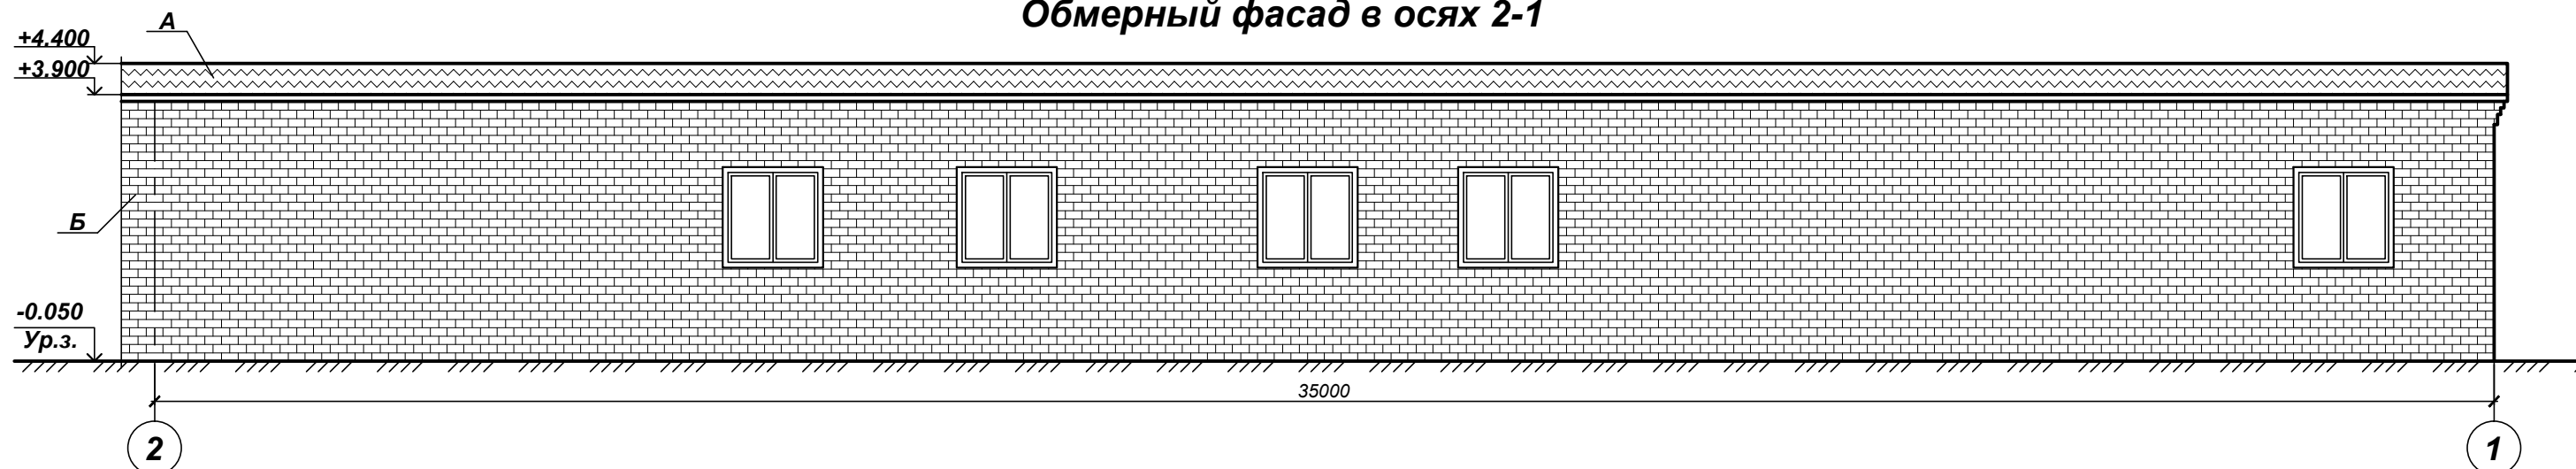 Обмерный фасад в осях 2-1
А
+4.400
+3.900
Б
-0.050
Ур.з.
35000
2
1